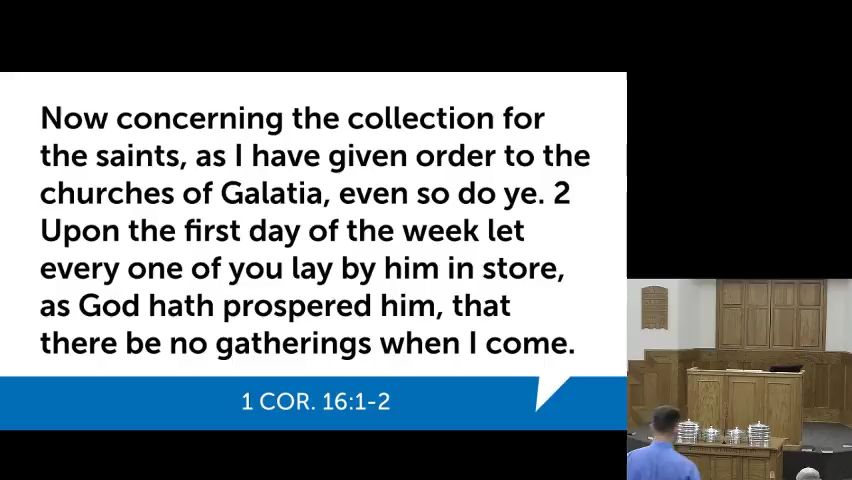 Now concerning the collection for
the saints, as I have given order to the
churches of Galatia, even so do ye. 2
Upon the first day of the week let
every one of you lay by him in store,
as God hath prospered him, that
there be no gatherings when I come.
1 COR. 16:1-2